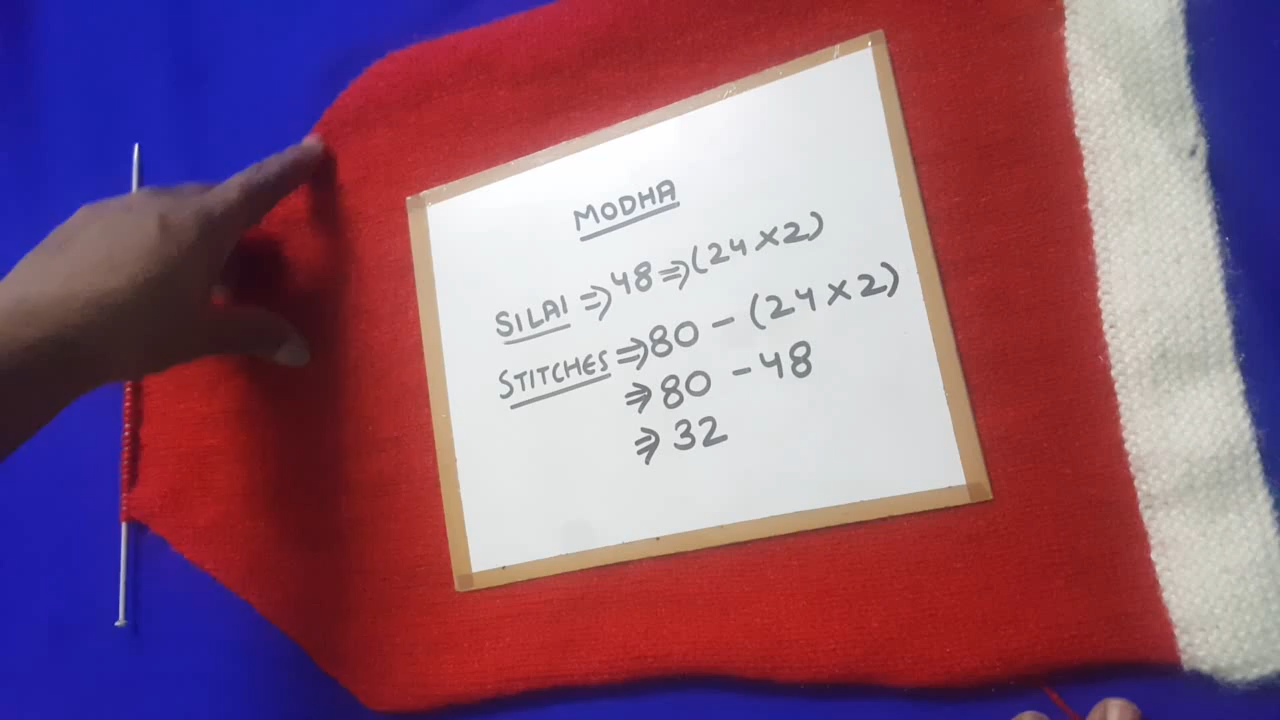 MODHA
SILAI ⇒ 48 ⇒ (24 × 2)
STITCHES ⇒ 80 - (24 × 2)
⇒ 80 - 48
⇒ 32